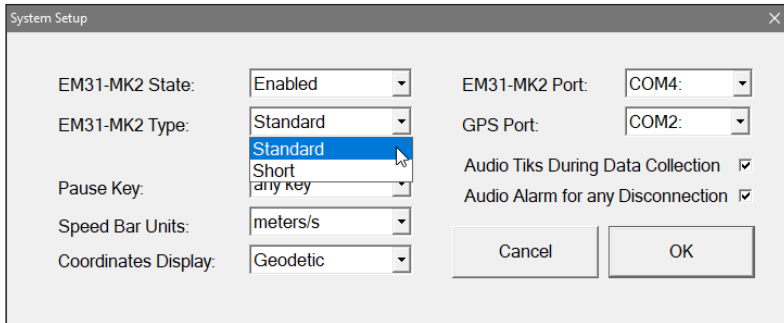 System Setup
EM31-MK2 State: Enabled
EM31-MK2 Port: COM4:
EM31-MK2 Type: Standard
GPS Port: COM2:
Standard
Short
Audio Tiks During Data Collection
Pause Key: any key
Audio Alarm for any Disconnection
Speed Bar Units: meters/s
Coordinates Display: Geodetic
Cancel
OK